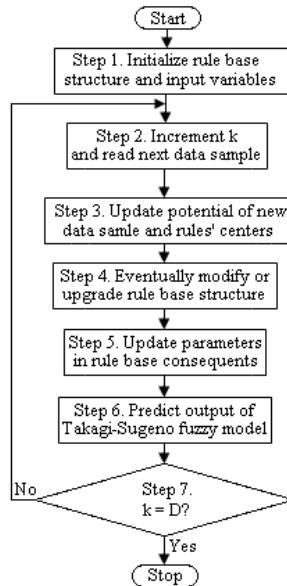 Start
Step 1. Initialize rule base
structure and input variables
Step 2. Increment k
and read next data sample
Step 3. Update potential of new
data samle and rules' centers
Step 4. Eventually modify or
upgrade rule base structure
Step 5. Update parameters
in rule base consequents
Step 6. Predict output of
Takagi-Sugeno fuzzy model
No
Step 7.
k = D?
Yes
Stop